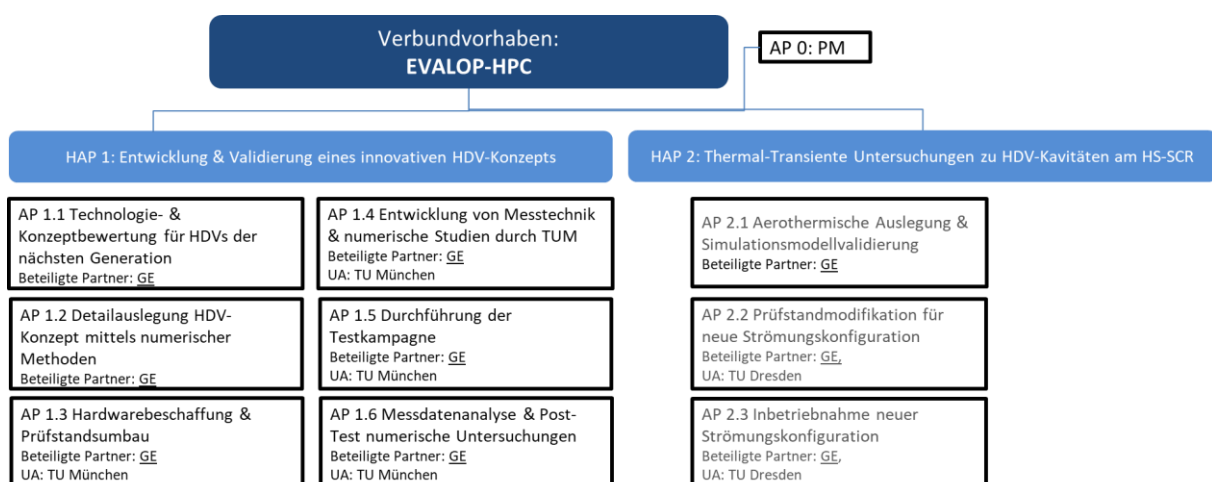 Verbundvorhaben:
EVALOP-HPC
AP 0: PM
HAP 1: Entwicklung & Validierung eines innovativen HDV-Konzepts
HAP 2: Thermal-Transiente Untersuchungen zu HDV-Kavitäten am HS-SCR
AP 1.1 Technologie- &
Konzeptbewertung für HDVs der
nächsten Generation
Beteiligte Partner: GE
AP 1.2 Detailauslegung HDV-
Konzept mittels numerischer
Methoden
Beteiligte Partner: GE
AP 1.3 Hardwarebeschaffung &
Prüfstandsumbau
Beteiligte Partner: GE
UA: TU München
AP 1.4 Entwicklung von Messtechnik
& numerische Studien durch TUM
Beteiligte Partner: GE
UA: TU München
AP 1.5 Durchführung der
Testkampagne
Beteiligte Partner: GE
UA: TU München
AP 1.6 Messdatenanalyse & Post-
Test numerische Untersuchungen
Beteiligte Partner: GE
UA: TU München
AP 2.1 Aerothermische Auslegung &
Simulationsmodellvalidierung
Beteiligte Partner: GE
AP 2.2 Prüfstandmodifikation für
neue Strömungskonfiguration
Beteiligte Partner: GE,
UA: TU Dresden
AP 2.3 Inbetriebnahme neuer
Strömungskonfiguration
Beteiligte Partner: GE,
UA: TU Dresden